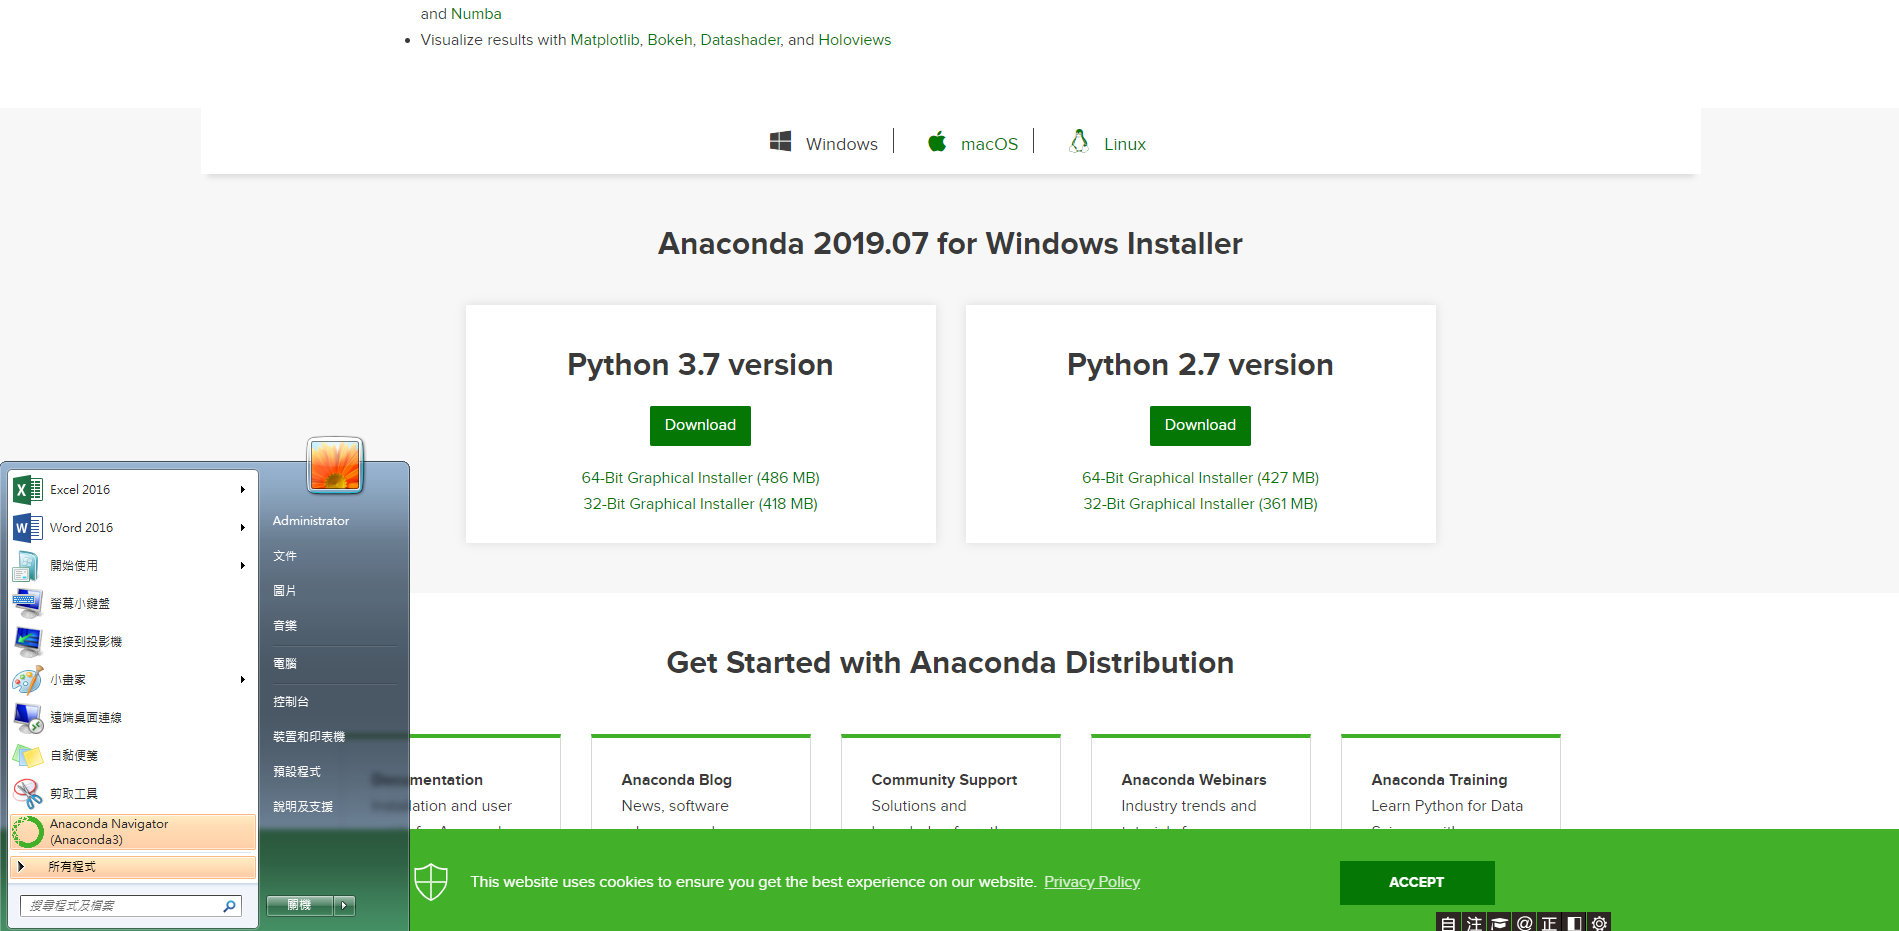 and Numba
Visualize results with Matplotlib, Bokeh, Datashader, and Holoviews
Windows
macOS
Linux
Anaconda 2019.07 for Windows Installer
Python 3.7 version
Download
64-Bit Graphical Installer (486 MB)
32-Bit Graphical Installer (418 MB)
Python 2.7 version
Download
64-Bit Graphical Installer (427 MB)
32-Bit Graphical Installer (361 MB)
Get Started with Anaconda Distribution
mentation
lation and user
Anaconda Blog
News, software
Community Support
Solutions and
Anaconda Webinars
Industry trends and
Anaconda Training
Learn Python for Data
This website uses cookies to ensure you get the best experience on our website. Privacy Policy
ACCEPT
Excel 2016
Word 2016
開始使用
螢幕小鍵盤
連接到投影機
小畫家
遠端桌面連線
自黏便箋
剪取工具
Anaconda Navigator
(Anaconda3)
所有程式
搜尋程式及檔案
Administrator
文件
圖片
音樂
電腦
控制台
裝置和印表機
預設程式
說明及支援
關機
自 注 @ 正